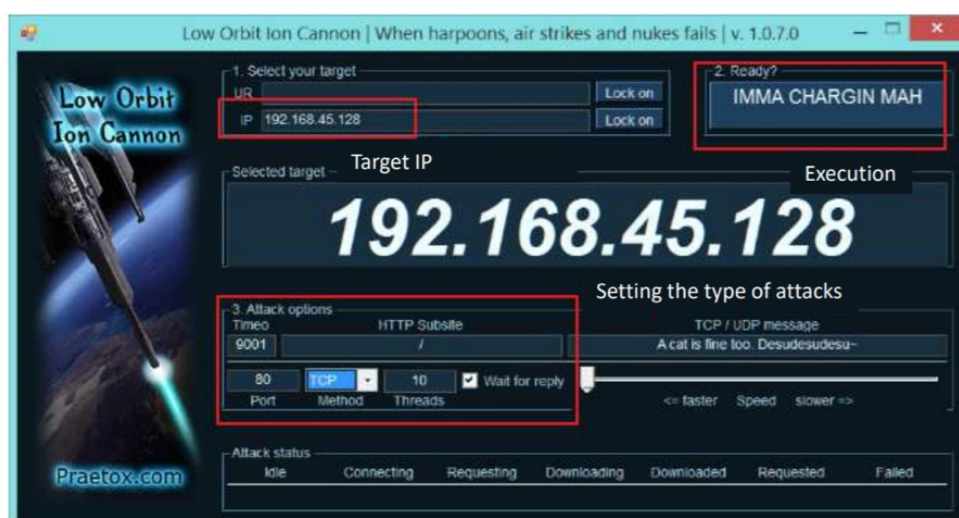 Low Orbit Ion Cannon | When harpoons, air strikes and nukes fails | v. 1.0.7.0
Low Orbit
Ion Cannon
1. Select your target
UR
Lock on
IP 192.168.45.128
Lock on
2. Ready?
IMMA CHARGIN MAH
Target IP
Execution
Selected target
192.168.45.128
Setting the type of attacks
3. Attack options
Timeo HTTP Subsite TCP / UDP message
9001 / A cat is fine too. Desudesudesu~
80 TCP 10 Wait for reply
Port Method Threads
<= faster Speed slower =>
Attack status
Idle Connecting Requesting Downloading Downloaded Requested Failed
Praetox.com